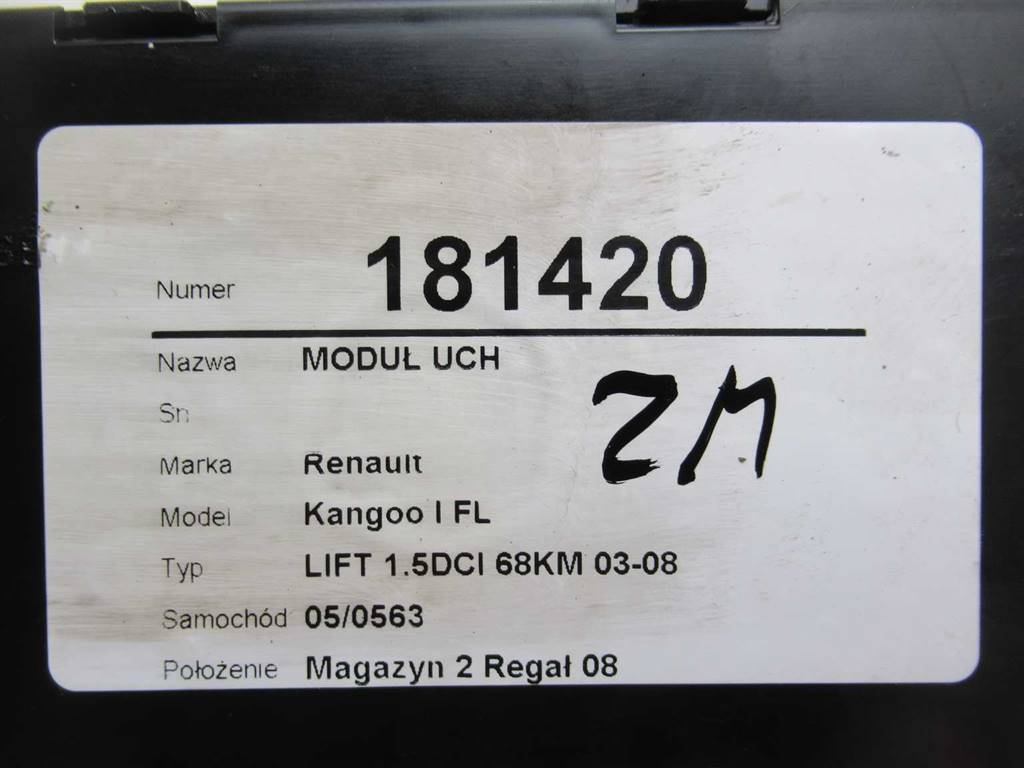 Numer 181420
Nazwa MODUŁ UCH
Sn
Marka Renault
Model Kangoo I FL
Typ LIFT 1.5DCI 68KM 03-08
Samochód 05/0563
Położenie Magazyn 2 Regał 08
ZM